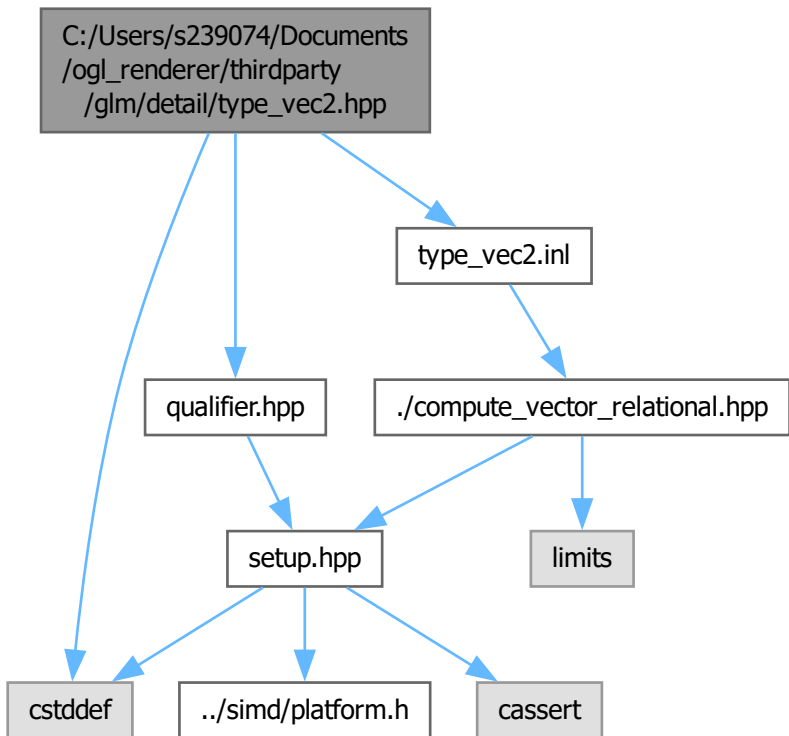 C:/Users/s239074/Documents
/ogl_renderer/thirdparty
/glm/detail/type_vec2.hpp
type_vec2.inl
qualifier.hpp
./compute_vector_relational.hpp
setup.hpp
limits
cstddef
../simd/platform.h
cassert